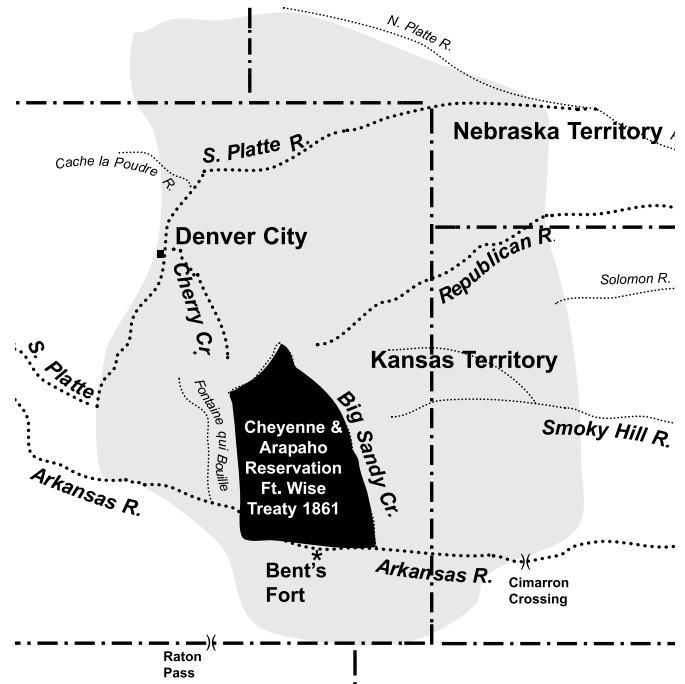 N. Platte R.
Nebraska Territory
S. Platte R.
Cache la Poudre R.
Denver City
Republican R.
Cherry Cr.
Solomon R.
S. Platte
Kansas Territory
Fontaine qui Bouille
Big Sandy Cr.
Cheyenne &
Arapaho
Reservation
Ft. Wise
Treaty 1861
Smoky Hill R.
Arkansas R.
*
Bent's
Fort
Arkansas R.
Cimarron
Crossing
Raton
Pass